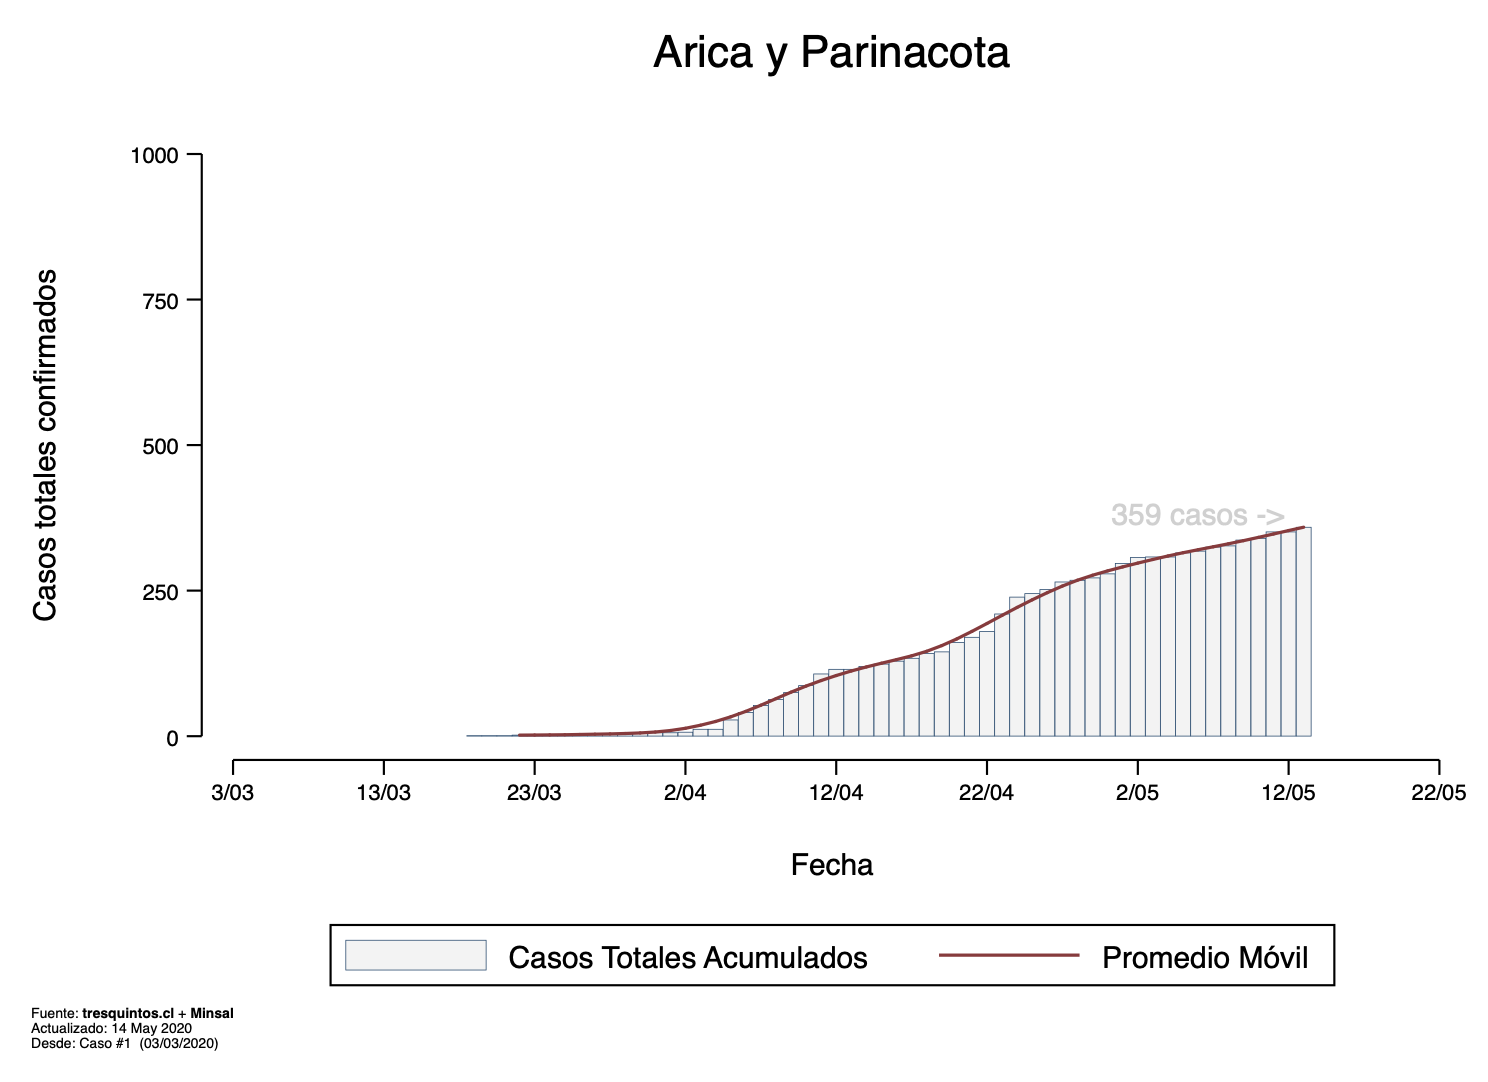 Arica y Parinacota
Casos totales confirmados
1000
750
500
250
0
359 casos ->
3/03 13/03 23/03 2/04 12/04 22/04 2/05 12/05 22/05
Fecha
Casos Totales Acumulados Promedio Móvil
Fuente: tresquintos.cl + Minsal
Actualizado: 14 May 2020
Desde: Caso #1 (03/03/2020)